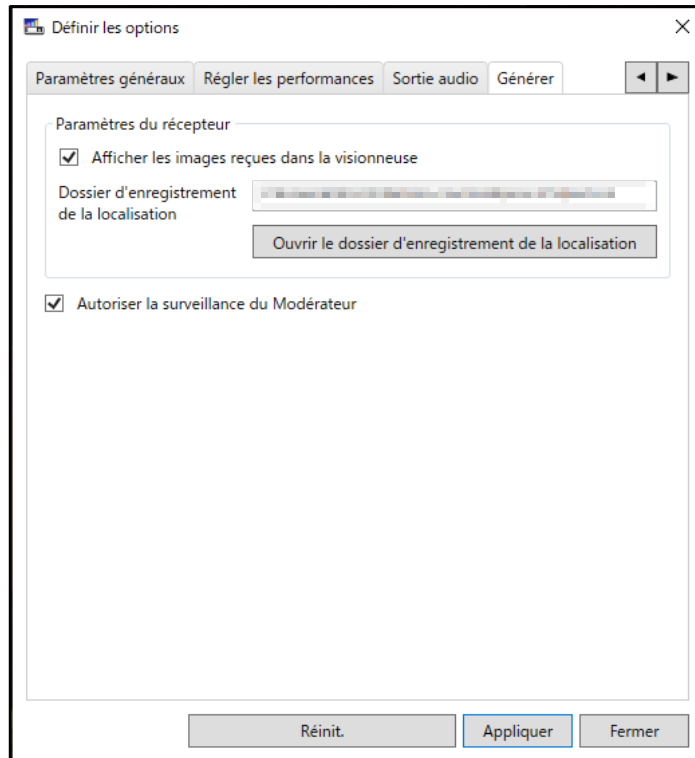 Définir les options
Paramètres généraux Régler les performances Sortie audio Générer
Paramètres du récepteur
Afficher les images reçues dans la visionneuse
Dossier d'enregistrement
de la localisation
Ouvrir le dossier d'enregistrement de la localisation
Autoriser la surveillance du Modérateur
Réinit. Appliquer Fermer